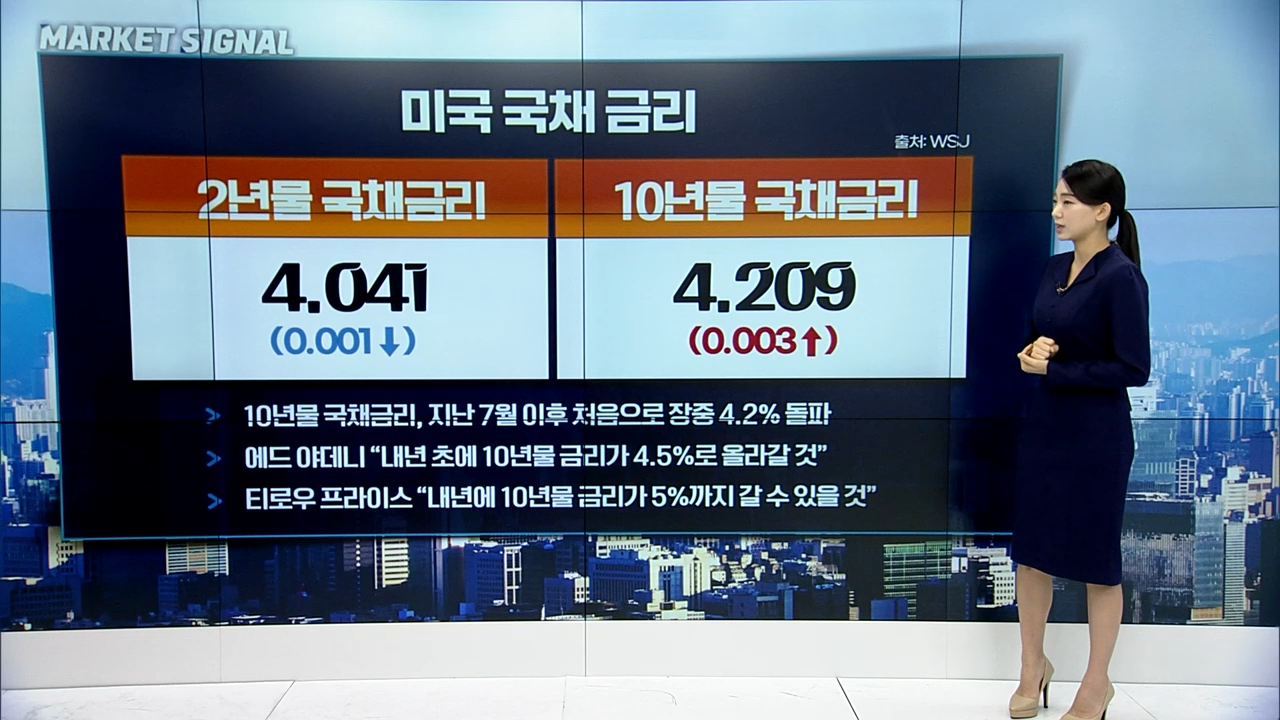 MARKET SIGNAL
미국 국채 금리
출처: WSJ
2년물 국채금리
10년물 국채금리
4.041
(0.001↓)
4.209
(0.003↑)
10년물 국채금리, 지난 7월 이후 처음으로 장중 4.2% 돌파
에드 야데니 “내년 초에 10년물 금리가 4.5%로 올라갈 것”
티로우 프라이스 “내년에 10년물 금리가 5%까지 갈 수 있을 것”